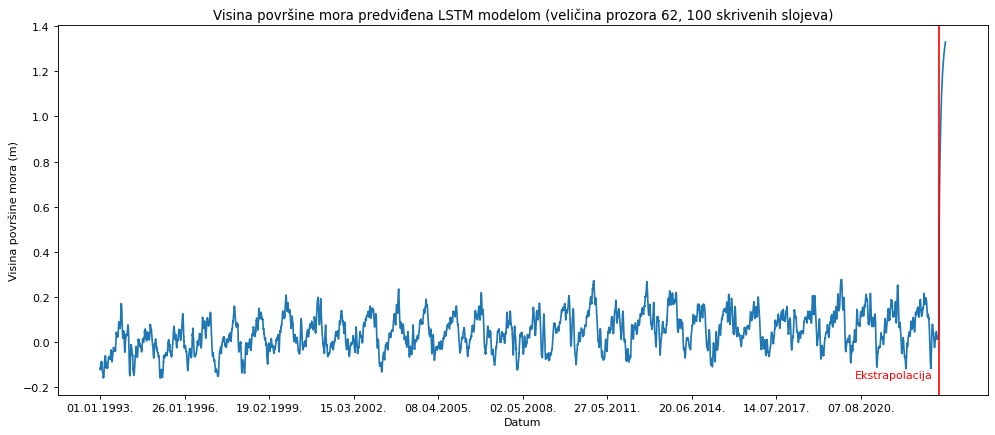 Visina površine mora predviđena LSTM modelom (veličina prozora 62, 100 skrivenih slojeva)
Visina površine mora (m)
1.4
1.2
1.0
0.8
0.6
0.4
0.2
0.0
−0.2
Ekstrapolacija
01.01.1993. 26.01.1996. 19.02.1999. 15.03.2002. 08.04.2005. 02.05.2008. 27.05.2011. 20.06.2014. 14.07.2017. 07.08.2020.
Datum